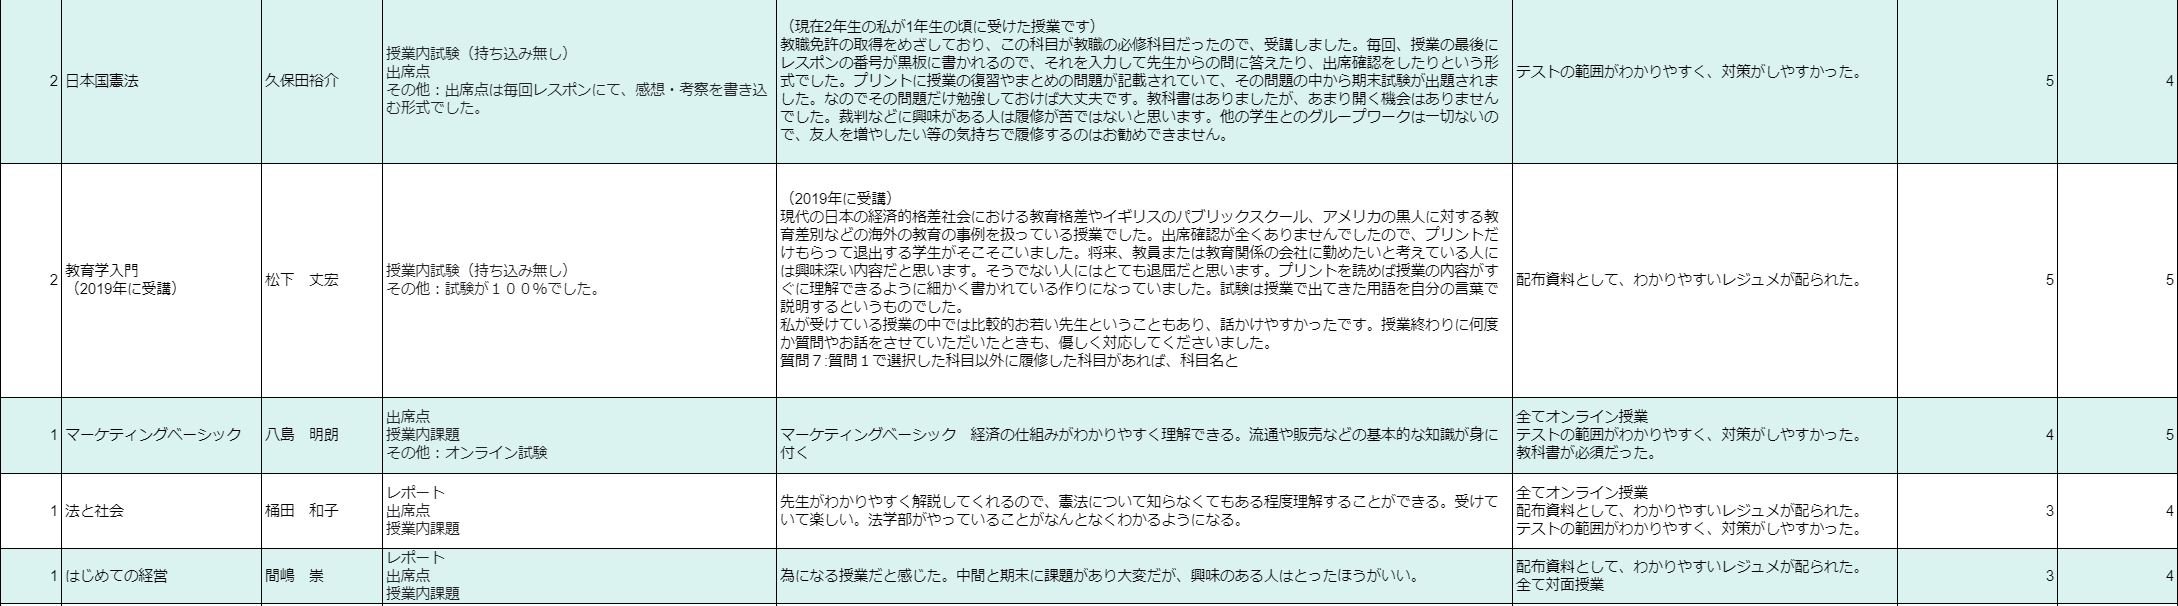 2
日本国憲法
久保田裕介
授業内試験（持ち込み無し）
出席点
その他：出席点は毎回レスポンにて、感想・考察を書き込
む形式でした。
（現在2年生の私が1年生の頃に受けた授業です）
教職免許の取得をめざしており、この科目が教職の必修科目だったので、受講しました。毎回、授業の最後に
レスポンの番号が黒板に書かれるので、それを入力して先生からの問に答えたり、出席確認をしたりという形
式でした。プリントに授業の復習やまとめの問題が記載されていて、その問題の中から期末試験が出題されま
した。なのでその問題だけ勉強しておけば大丈夫です。教科書はありましたが、あまり開く機会はありません
でした。裁判などに興味がある人は履修が苦ではないと思います。他の学生とのグループワークは一切ないの
で、友人を増やしたい等の気持ちで履修するのはお勧めできません。
テストの範囲がわかりやすく、対策がしやすかった。
5
4
2
教育学入門
（2019年に受講）
松下　丈宏
授業内試験（持ち込み無し）
その他：試験が１００％でした。
（2019年に受講）
現代の日本の経済的格差社会における教育格差やイギリスのパブリックスクール、アメリカの黒人に対する教
育差別などの海外の教育の事例を扱っている授業でした。出席確認が全くありませんでしたので、プリントだ
けもらって退出する学生がそこそこいました。将来、教員または教育関係の会社に勤めたいと考えている人に
は興味深い内容だと思います。そうでない人にはとても退屈だと思います。プリントを読めば授業の内容がす
ぐに理解できるように細かく書かれている作りになっていました。試験は授業で出てきた用語を自分の言葉で
説明するというものでした。
私が受けている授業の中では比較的お若い先生ということもあり、話かけやすかったです。授業終わりに何度
か質問やお話をさせていただいたときも、優しく対応してくださいました。
質問７:質問１で選択した科目以外に履修した科目があれば、科目名と
配布資料として、わかりやすいレジュメが配られた。
5
5
1
マーケティングベーシック
八島　明朗
出席点
授業内課題
その他：オンライン試験
マーケティングベーシック　経済の仕組みがわかりやすく理解できる。流通や販売などの基本的な知識が身に
付く
全てオンライン授業
テストの範囲がわかりやすく、対策がしやすかった。
教科書が必須だった。
4
5
1
法と社会
桶田　和子
レポート
出席点
授業内課題
先生がわかりやすく解説してくれるので、憲法について知らなくてもある程度理解することができる。受けて
いて楽しい。法学部がやっていることがなんとなくわかるようになる。
全てオンライン授業
配布資料として、わかりやすいレジュメが配られた。
テストの範囲がわかりやすく、対策がしやすかった。
3
4
1
はじめての経営
間嶋　崇
レポート
出席点
授業内課題
為になる授業だと感じた。中間と期末に課題があり大変だが、興味のある人はとったほうがいい。
配布資料として、わかりやすいレジュメが配られた。
全て対面授業
3
4